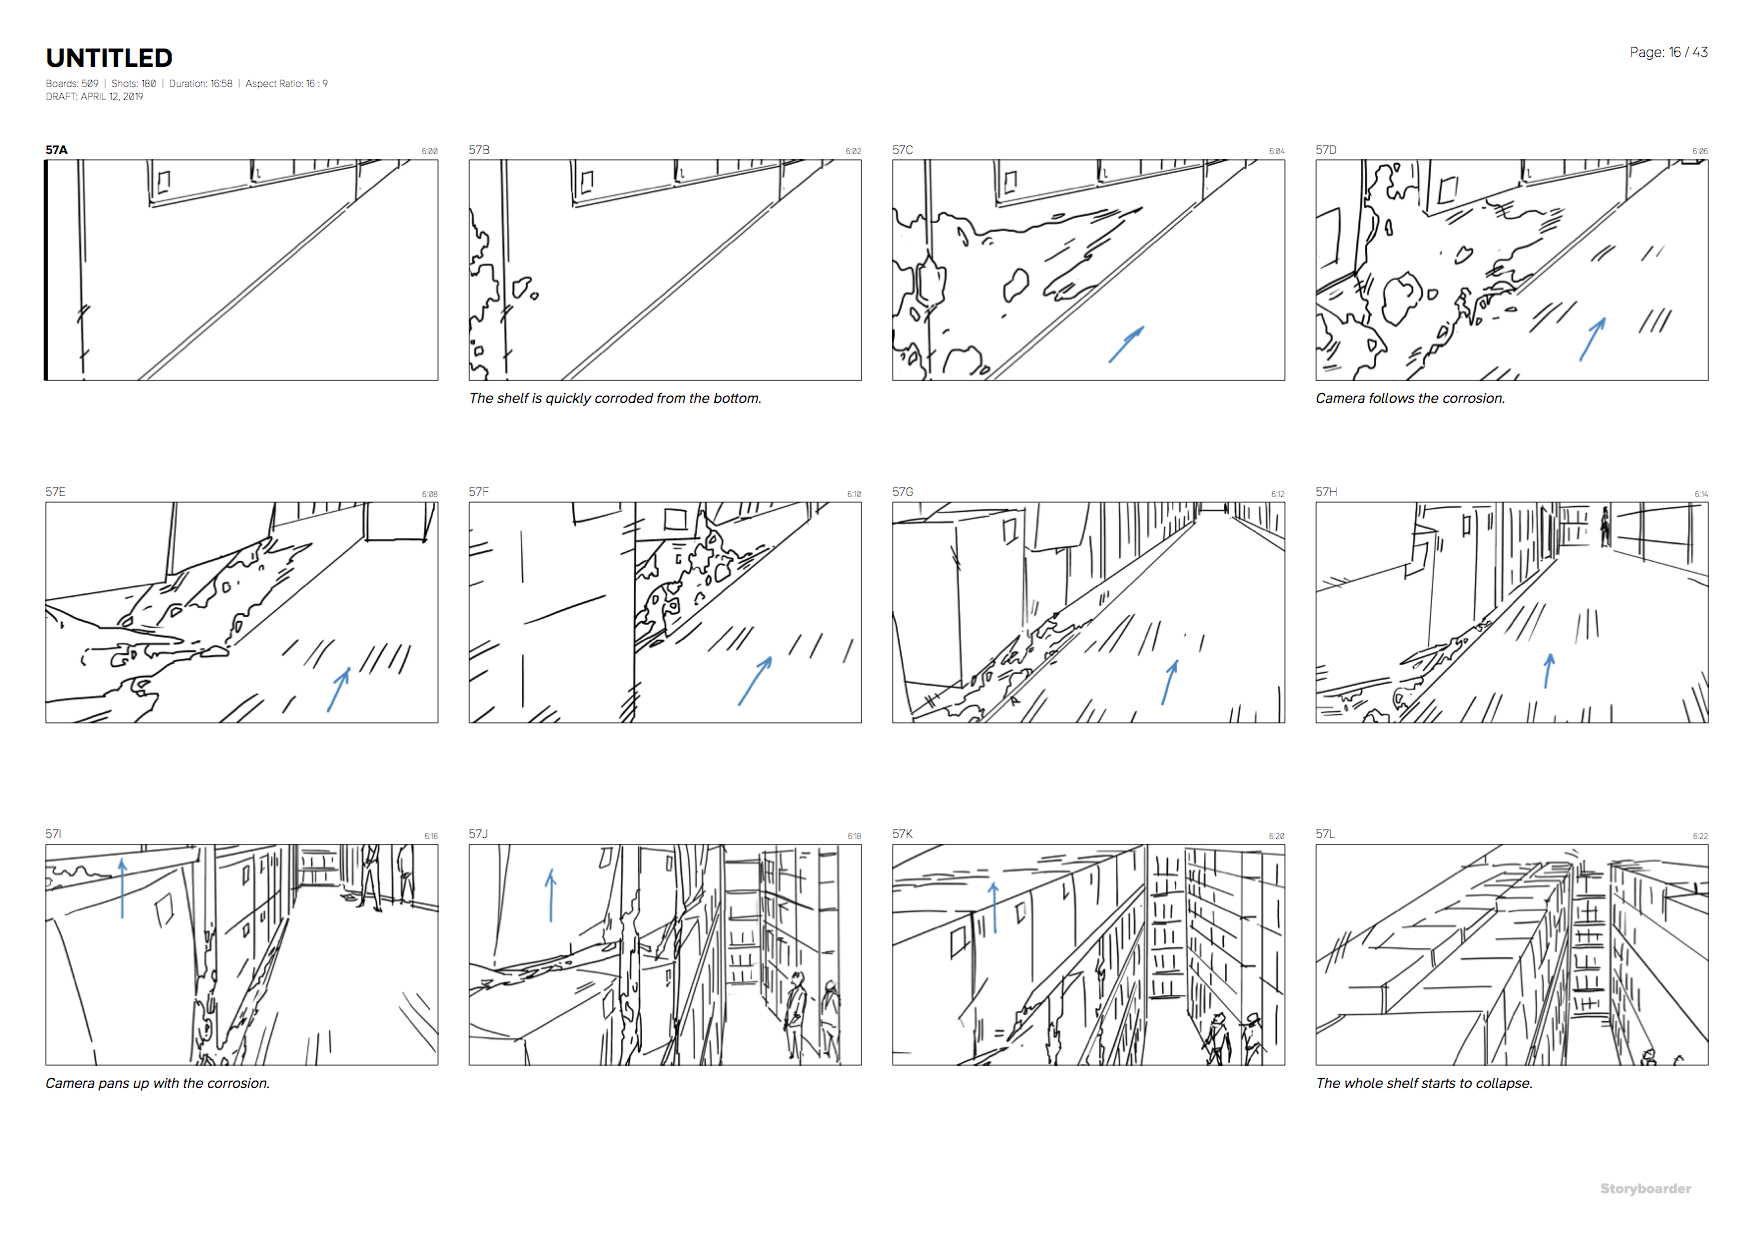 UNTITLED
Page: 16 / 43
Boards: 509 | Shots: 180 | Duration: 16:58 | Aspect Ratio: 16 : 9
DRAFT: APRIL 12, 2019
57A 6:00
57B 6:02
57C 6:04
57D 6:06
The shelf is quickly corroded from the bottom.
Camera follows the corrosion.
57E 6:08
57F 6:10
57G 6:12
57H 6:14
57I 6:16
57J 6:18
57K 6:20
57L 6:22
Camera pans up with the corrosion.
The whole shelf starts to collapse.
Storyboarder